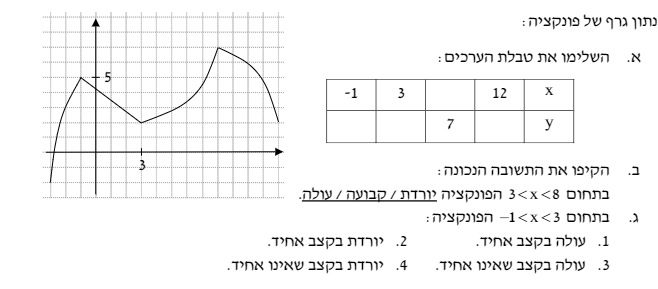 נתון גרף של פונקציה:
א. השלימו את טבלת הערכים:
x 12 3 -1
y 7
5
3
ב. הקיפו את התשובה הנכונה:
בתחום 3<x<8 הפונקציה יורדת / קבועה / עולה.
ג. בתחום –1<x<3 הפונקציה:
1. עולה בקצב אחיד. 2. יורדת בקצב אחיד.
3. עולה בקצב שאינו אחיד. 4. יורדת בקצב שאינו אחיד.